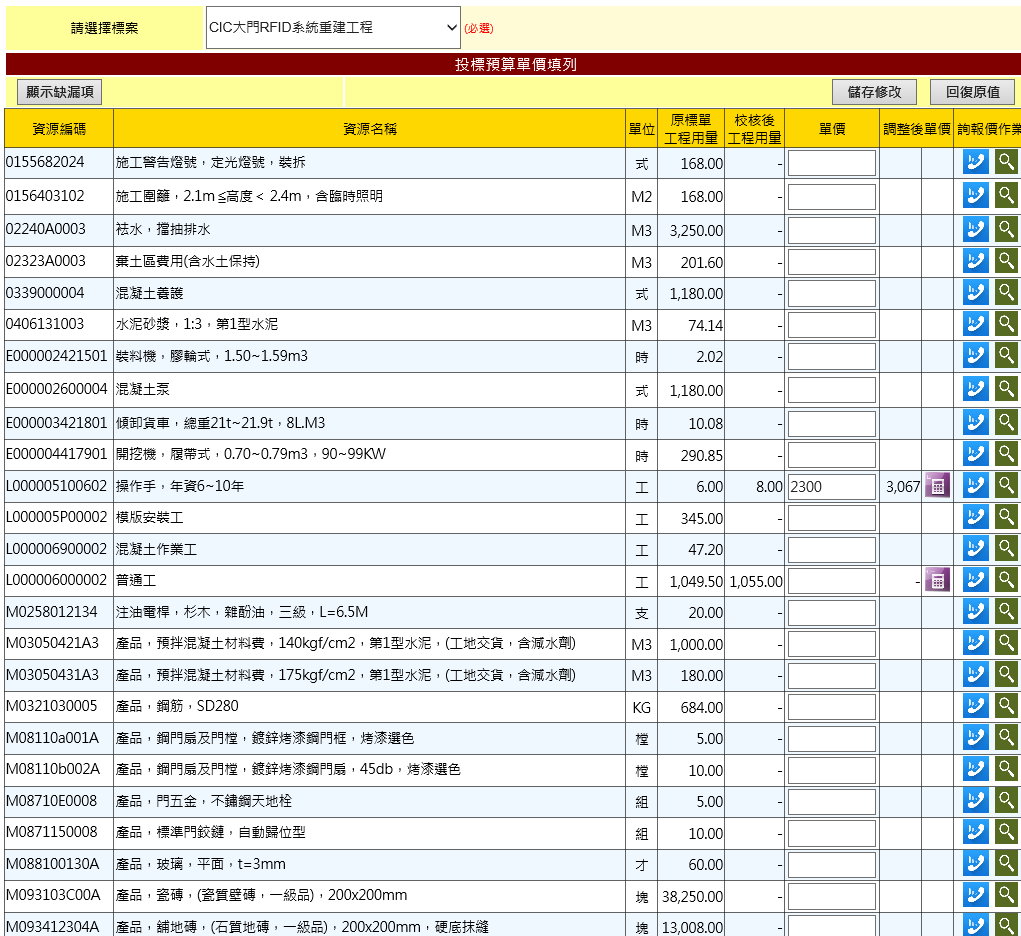 請選擇標案 CIC大門RFID系統重建工程 (必選)
投標預算單價填列
顯示缺漏項 儲存修改 回復原值
資源編碼 資源名稱 單位 原標單工程用量 校核後工程用量 單價 調整後單價 詢報價作業
0155682024 施工警告燈號，定光燈號，裝拆 式 168.00 -
0156403102 施工圍籬，2.1m ≦高度＜ 2.4m，含臨時照明 M2 168.00 -
02240A0003 袪水，擋抽排水 M3 3,250.00 -
02323A0003 棄土區費用(含水土保持) M3 201.60 -
0339000004 混凝土養護 式 1,180.00 -
0406131003 水泥砂漿，1:3，第1型水泥 M3 74.14 -
E000002421501 裝料機，膠輪式，1.50~1.59m3 時 2.02 -
E000002600004 混凝土泵 式 1,180.00 -
E000003421801 傾卸貨車，總重21t~21.9t，8L.M3 時 10.08 -
E000004417901 開挖機，履帶式，0.70~0.79m3，90~99KW 時 290.85 -
L000005100602 操作手，年資6~10年 工 6.00 8.00 2300 3,067
L000005P00002 模版安裝工 工 345.00 -
L000006900002 混凝土作業工 工 47.20 -
L000006000002 普通工 工 1,049.50 1,055.00 -
M0258012134 注油電桿，杉木，雜酚油，三級，L=6.5M 支 20.00 -
M03050421A3 產品，預拌混凝土材料費，140kgf/cm2，第1型水泥，(工地交貨，含減水劑) M3 1,000.00 -
M03050431A3 產品，預拌混凝土材料費，175kgf/cm2，第1型水泥，(工地交貨，含減水劑) M3 180.00 -
M0321030005 產品，鋼筋，SD280 KG 684.00 -
M08110a001A 產品，鋼門扇及門樘，鍍鋅烤漆鋼門框，烤漆選色 樘 5.00 -
M08110b002A 產品，鋼門扇及門樘，鍍鋅烤漆鋼門扇，45db，烤漆選色 樘 10.00 -
M08710E0008 產品，門五金，不鏽鋼天地栓 組 5.00 -
M0871150008 產品，標準門鉸鏈，自動歸位型 組 10.00 -
M088100130A 產品，玻璃，平面，t=3mm 才 60.00 -
M093103C00A 產品，瓷磚，(瓷質壁磚，一級品)，200x200mm 塊 38,250.00 -
M093412304A 產品，舖地磚，(石質地磚，一級品)，200x200mm，硬底抹縫 塊 13,008.00 -